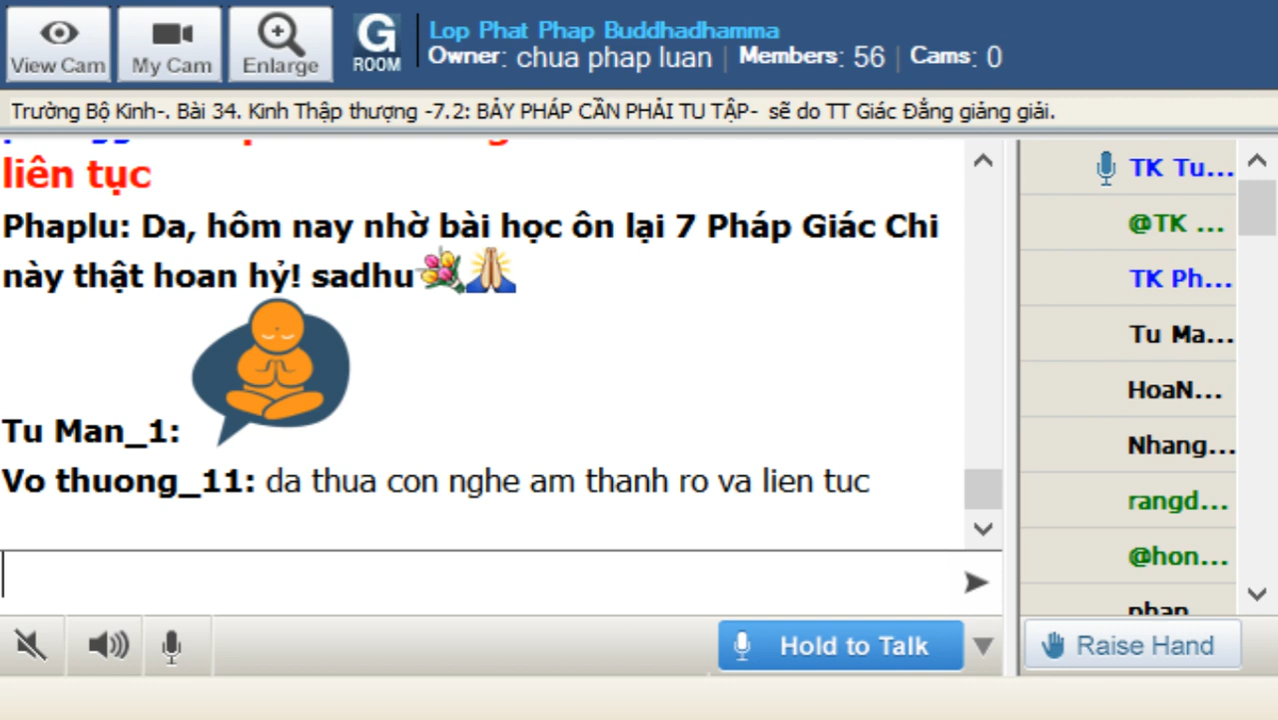 Lop Phat Phap Buddhadhamma
View Cam My Cam Enlarge G ROOM Owner: chua phap luan | Members: 56 | Cams: 0
Trường Bộ Kinh-. Bài 34. Kinh Thập thượng -7.2: BẢY PHÁP CẦN PHẢI TU TẬP- sẽ do TT Giác Đẳng giảng giải.
liên tục
Phaplu: Da, hôm nay nhờ bài học ôn lại 7 Pháp Giác Chi
này thật hoan hỷ! sadhu
Tu Man_1:
Vo thuong_11: da thua con nghe am thanh ro va lien tuc
TK Tu...
@TK ...
TK Ph...
Tu Ma...
HoaN...
Nhang...
rangd...
@hon...
phap
Hold to Talk
Raise Hand